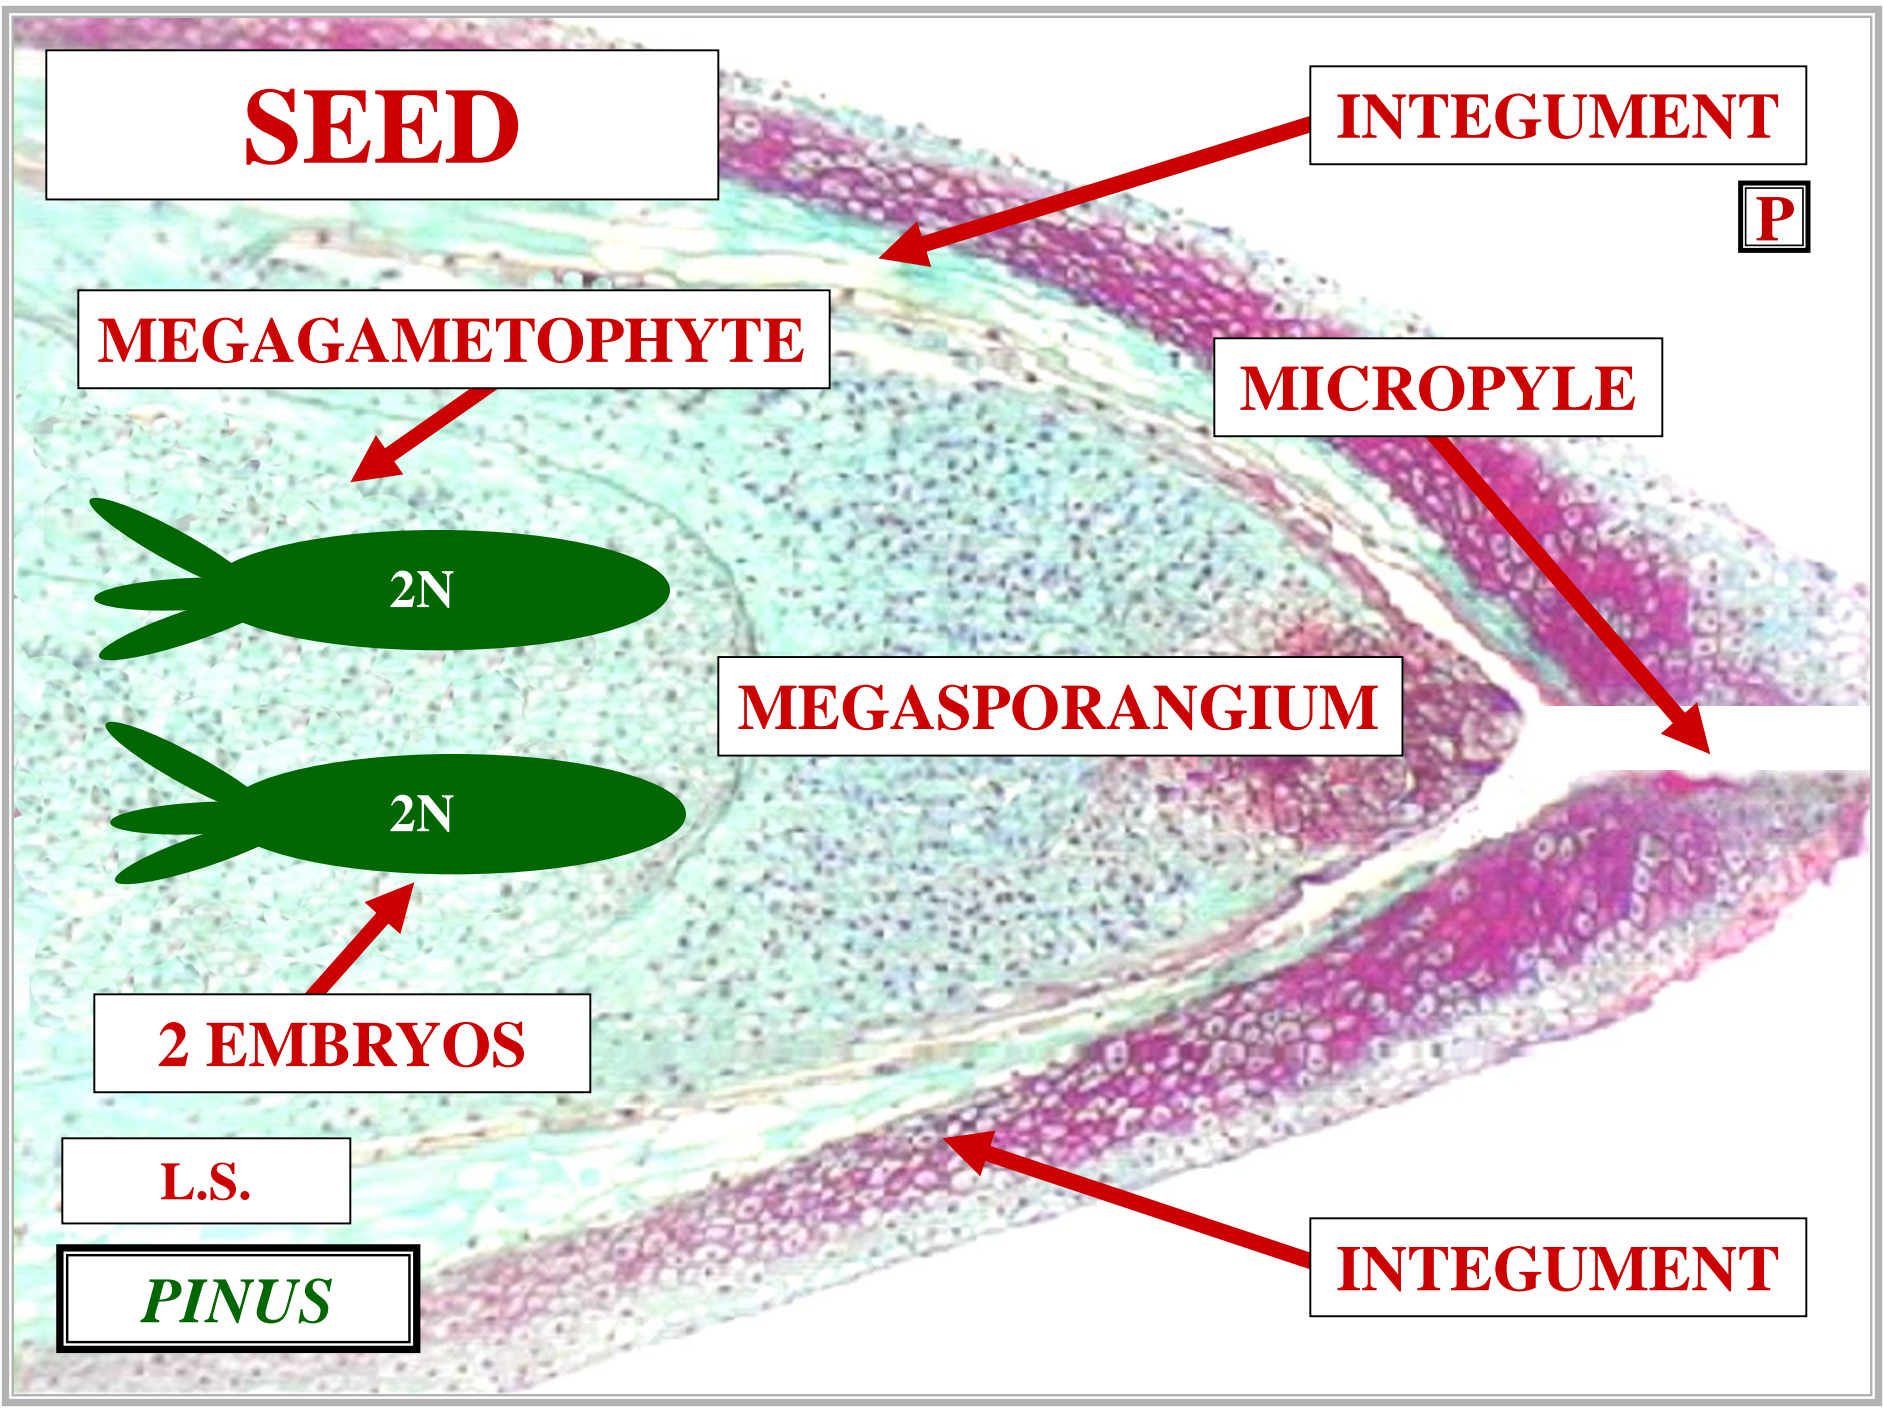 SEED
INTEGUMENT
P
MEGAGAMETOPHYTE
MICROPYLE
2N
MEGASPORANGIUM
2N
2 EMBRYOS
L.S.
PINUS
INTEGUMENT